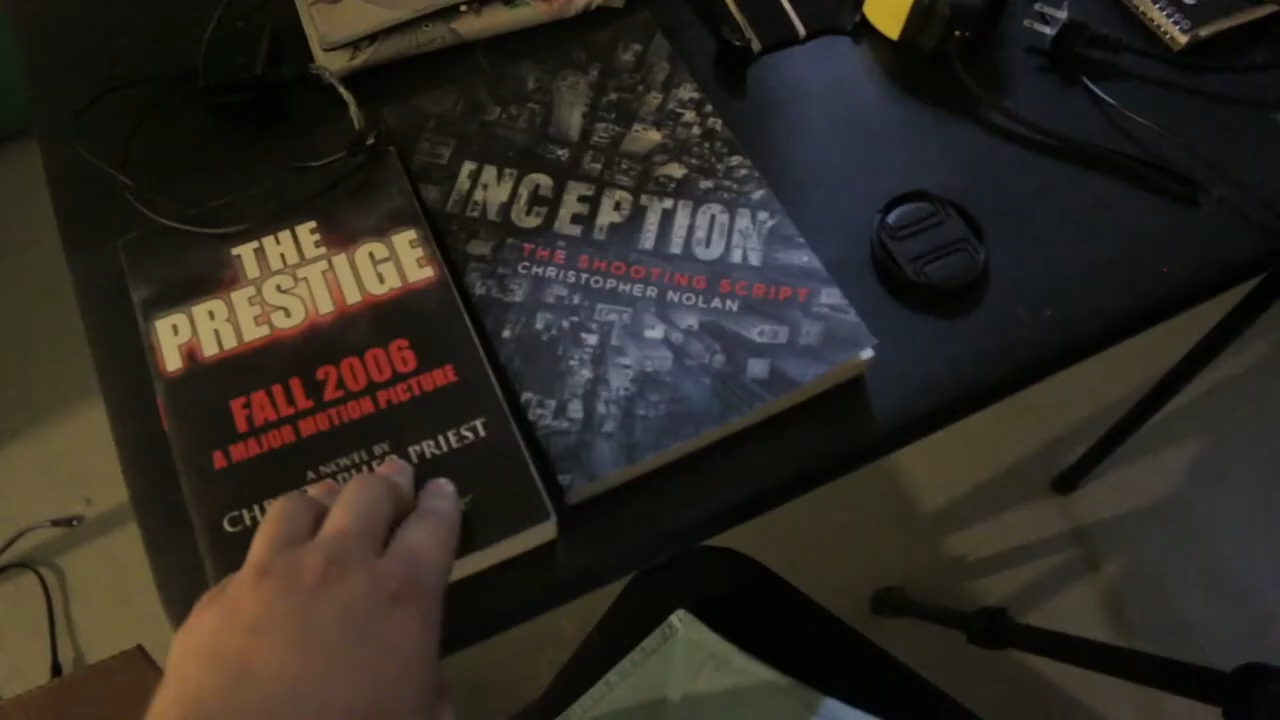 THE
PRESTIGE
FALL 2006
A MAJOR MOTION PICTURE
A NOVEL BY
PRIEST
INCEPTION
THE SHOOTING SCRIPT
CHRISTOPHER NOLAN